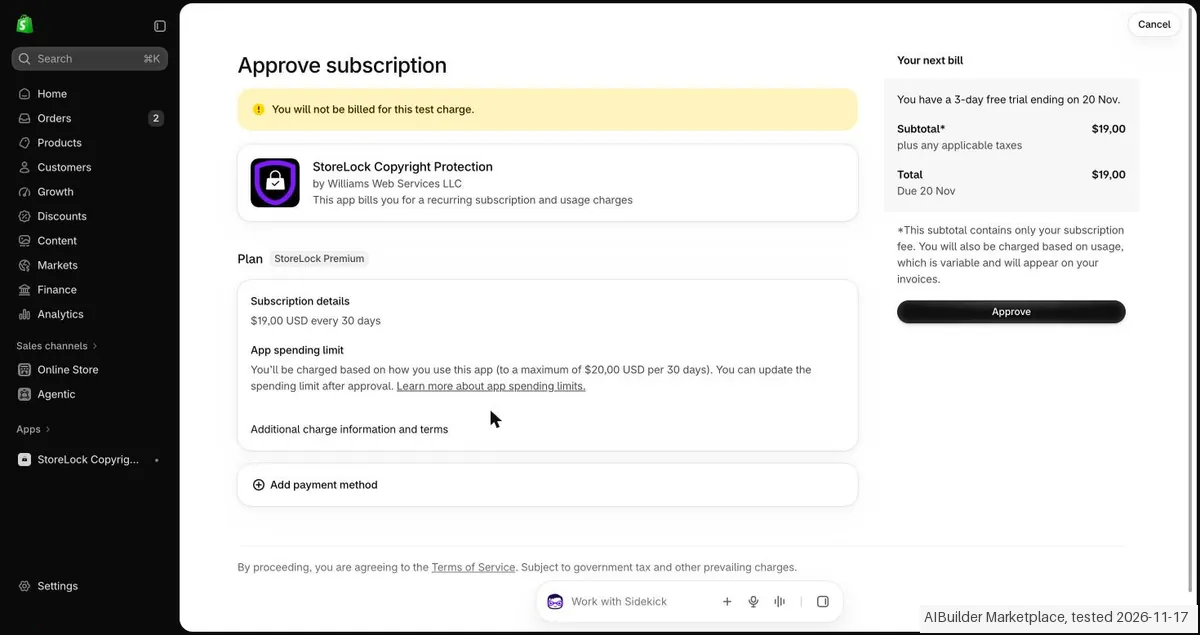 Search
⌘K
Home
Orders
2
Products
Customers
Growth
Discounts
Content
Markets
Finance
Analytics
Sales channels
Online Store
Agentic
Apps
StoreLock Copyrig...
Settings
Cancel
Approve subscription
You will not be billed for this test charge.
StoreLock Copyright Protection
by Williams Web Services LLC
This app bills you for a recurring subscription and usage charges
Plan StoreLock Premium
Subscription details
$19,00 USD every 30 days
App spending limit
You’ll be charged based on how you use this app (to a maximum of $20,00 USD per 30 days). You can update the
spending limit after approval. Learn more about app spending limits.
Additional charge information and terms
Add payment method
By proceeding, you are agreeing to the Terms of Service. Subject to government tax and other prevailing charges.
Work with Sidekick
Your next bill
You have a 3-day free trial ending on 20 Nov.
Subtotal* $19,00
plus any applicable taxes
Total $19,00
Due 20 Nov
*This subtotal contains only your subscription
fee. You will also be charged based on usage,
which is variable and will appear on your
invoices.
Approve
AIBuilder Marketplace, tested 2026-11-17